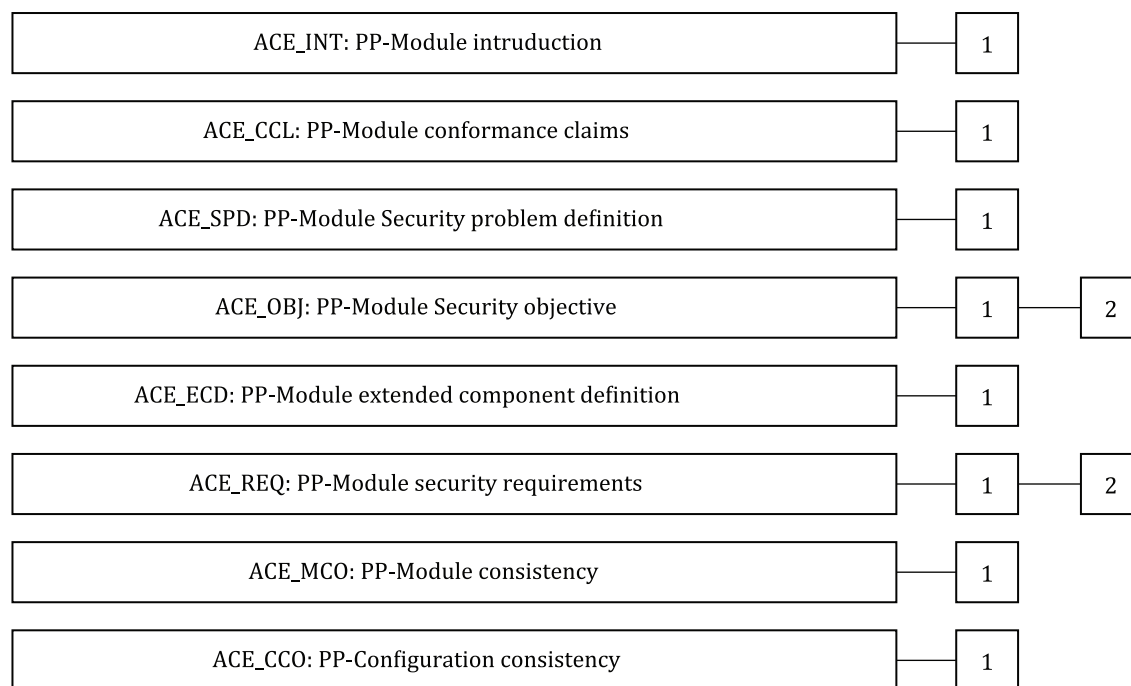 ACE_INT: PP-Module intruduction 1
ACE_CCL: PP-Module conformance claims 1
ACE_SPD: PP-Module Security problem definition 1
ACE_OBJ: PP-Module Security objective 1 2
ACE_ECD: PP-Module extended component definition 1
ACE_REQ: PP-Module security requirements 1 2
ACE_MCO: PP-Module consistency 1
ACE_CCO: PP-Configuration consistency 1